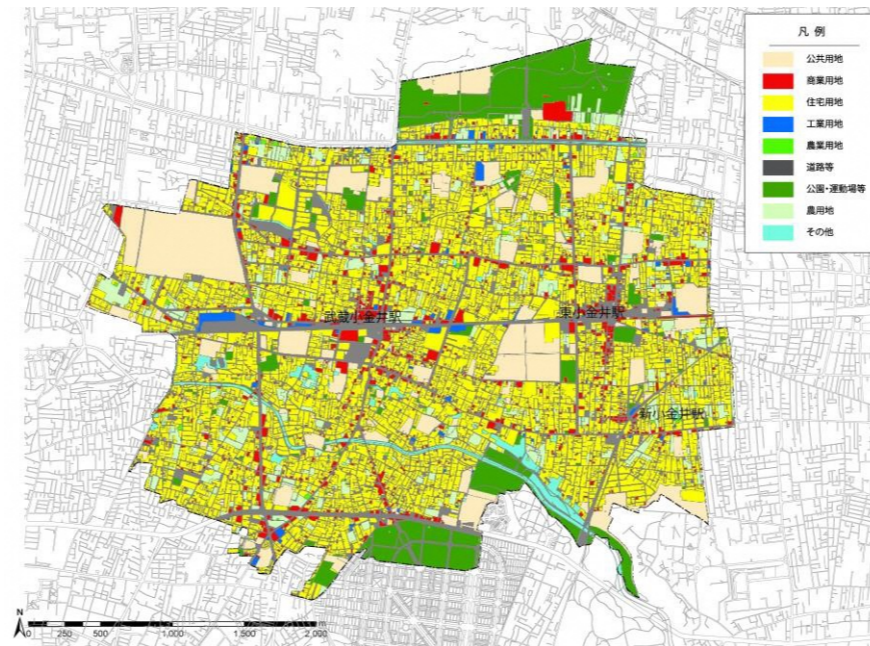 凡 例
公共用地
商業用地
住宅用地
工業用地
農業用地
道路等
公園・運動場等
農用地
その他
武蔵小金井駅
東小金井駅
新小金井駅
N
0 250 500 1,000 1,500 2,000